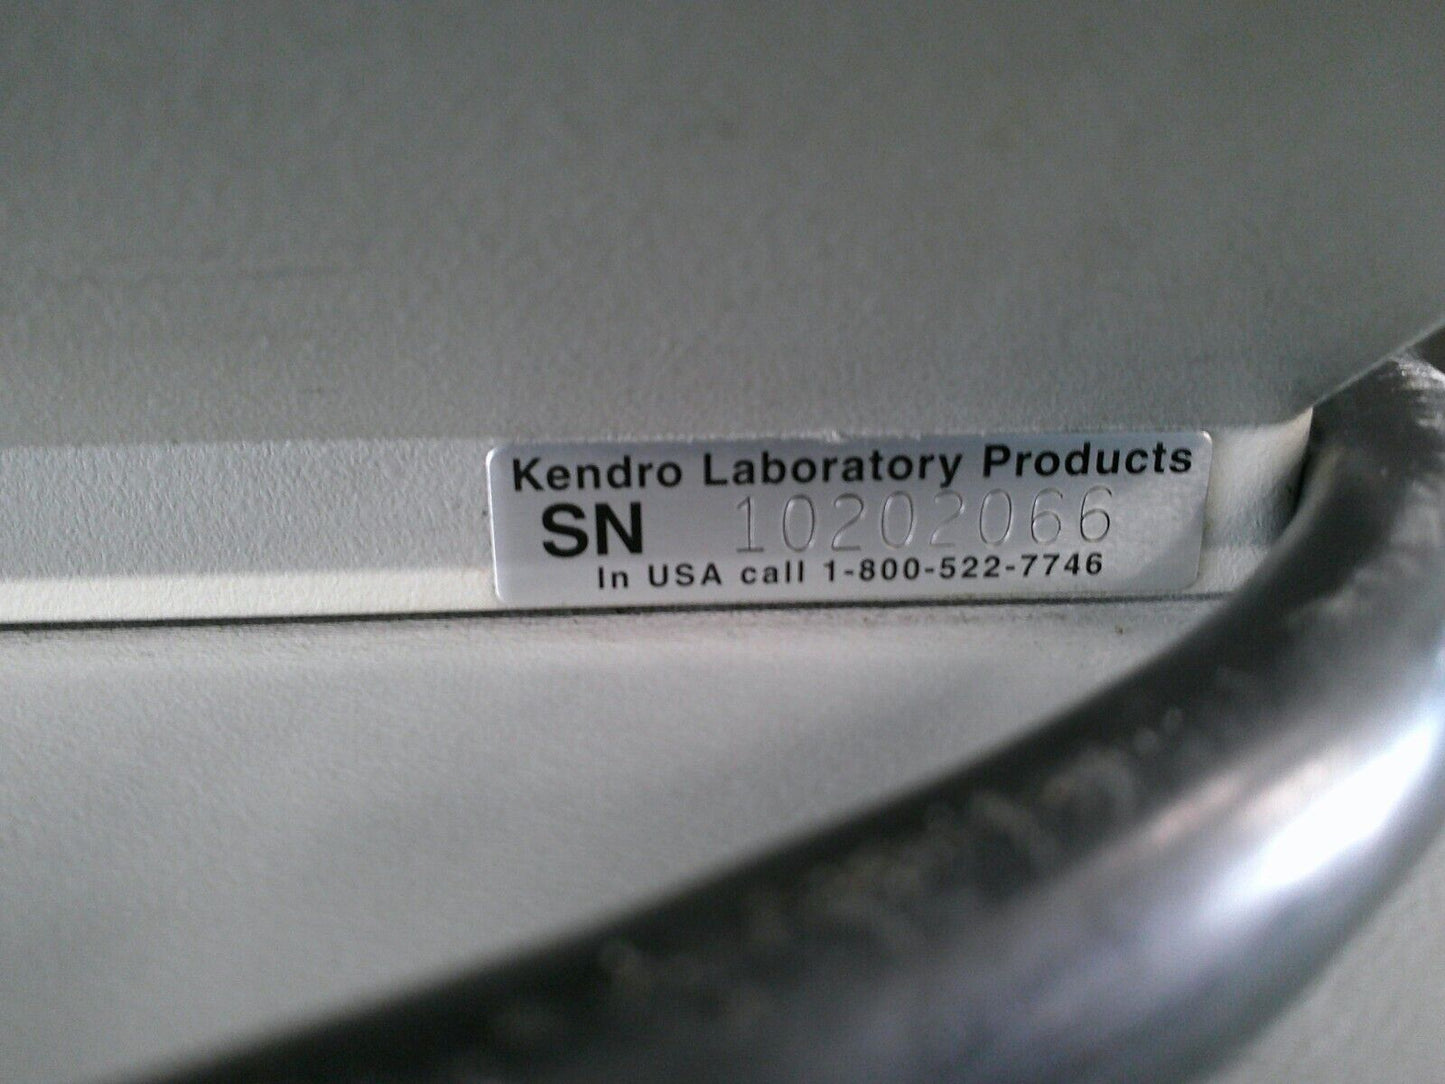 Kendro Laboratory Products
SN 10202066
In USA call 1-800-522-7746